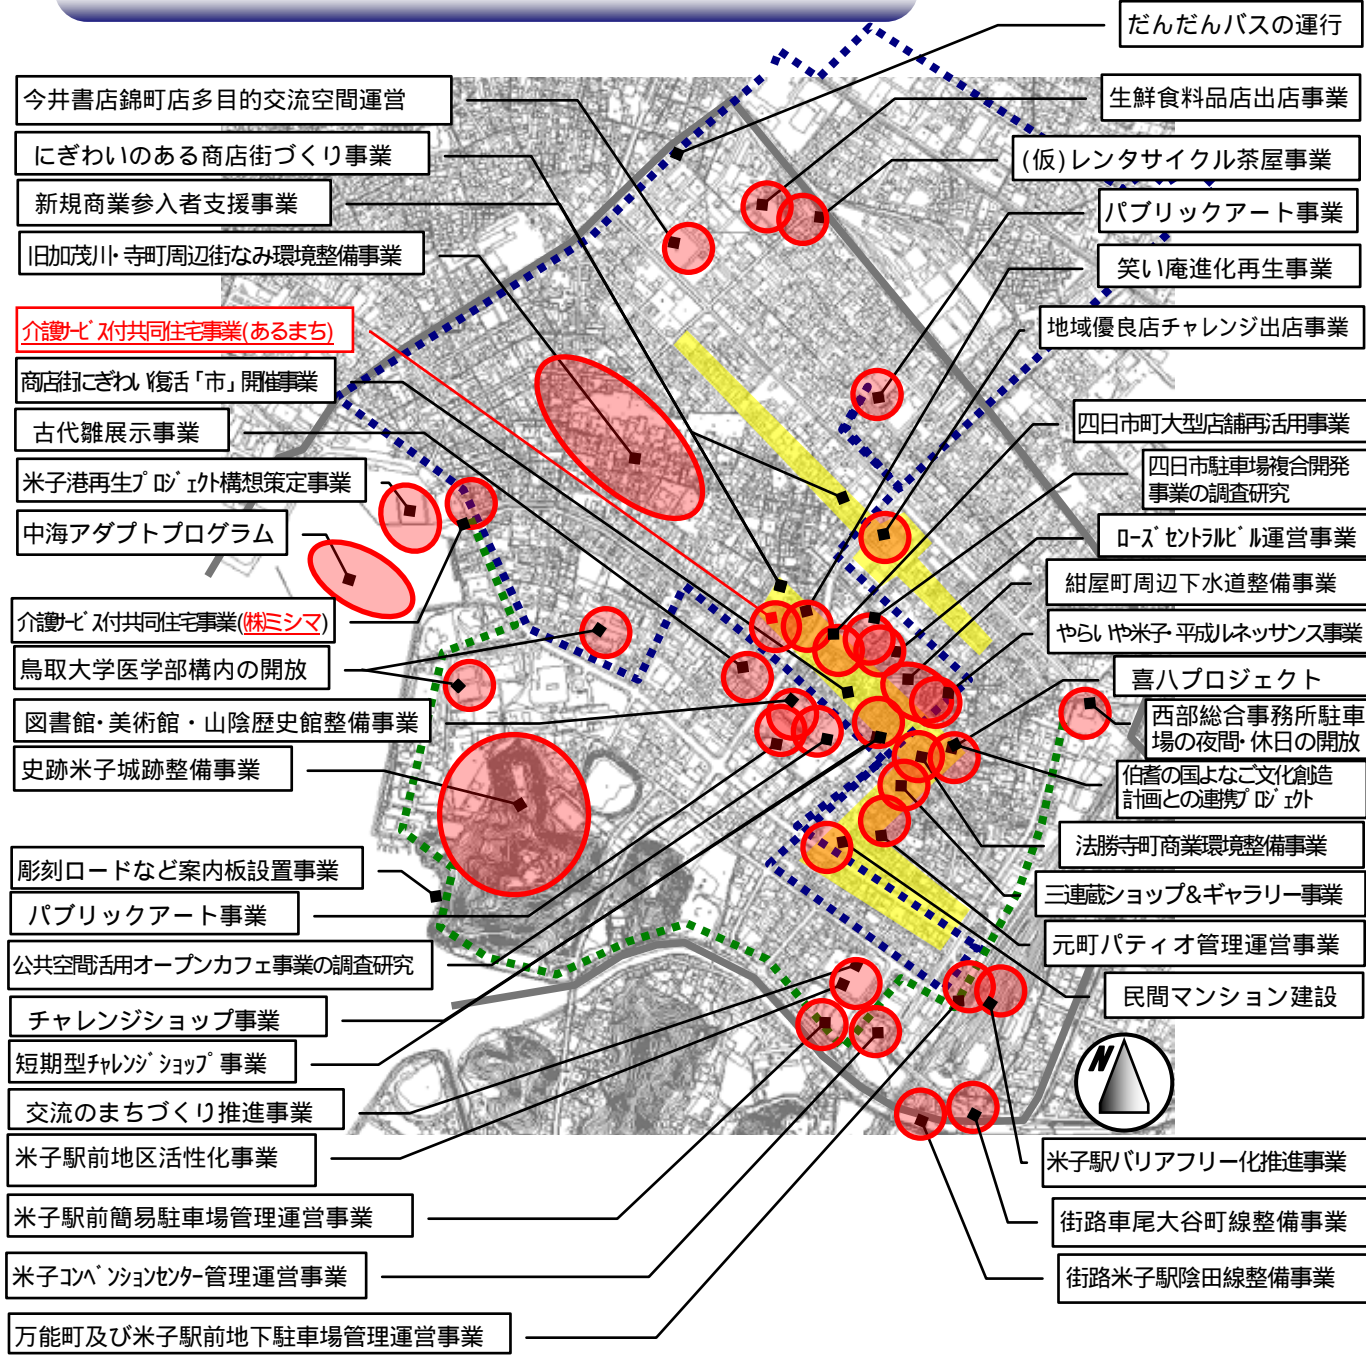 だんだんバスの運行
今井書店錦町店多目的交流空間運営
生鮮食料品店出店事業
にぎわいのある商店街づくり事業
(仮)レンタサイクル茶屋事業
新規商業参入者支援事業
パブリックアート事業
旧加茂川・寺町周辺街なみ環境整備事業
笑い庵進化再生事業
介護サービス付共同住宅事業(あるまち)
地域優良店チャレンジ出店事業
商店街にぎわい復活「市」開催事業
古代雛展示事業
四日市町大型店舗再活用事業
米子港再生プロジェクト構想策定事業
四日市駐車場複合開発
事業の調査研究
中海アダプトプログラム
ローズセントラルビル運営事業
紺屋町周辺下水道整備事業
介護サービス付共同住宅事業(㈱ミシマ)
やらいや米子・平成ルネッサンス事業
鳥取大学医学部構内の開放
喜八プロジェクト
図書館・美術館・山陰歴史館整備事業
西部総合事務所駐車
場の夜間・休日の開放
史跡米子城跡整備事業
伯耆の国よなご文化創造
計画との連携プロジェクト
法勝寺町商業環境整備事業
彫刻ロードなど案内板設置事業
三連蔵ショップ&ギャラリー事業
パブリックアート事業
元町パティオ管理運営事業
公共空間活用オープンカフェ事業の調査研究
民間マンション建設
チャレンジショップ事業
短期型チャレンジショップ事業
N
交流のまちづくり推進事業
米子駅前地区活性化事業
米子駅バリアフリー化推進事業
米子駅前簡易駐車場管理運営事業
街路車尾大谷町線整備事業
米子コンベンションセンター管理運営事業
街路米子駅陰田線整備事業
万能町及び米子駅前地下駐車場管理運営事業